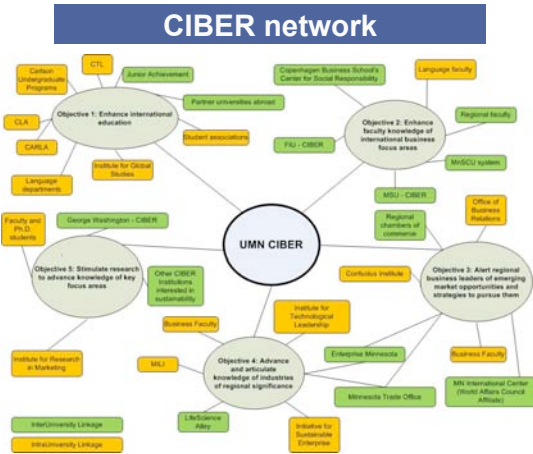 CIBER network
CTL
Carlson
Undergraduate
Programs
Junior Achievement
Partner universities abroad
CLA
Objective 1: Enhance international
education
CARLA
Student associations
Language
departments
Institute for Global
Studies
Copenhagen Business School's
Center for Social Responsibility
Language faculty
Objective 2: Enhance
faculty knowledge of
international business
focus areas
Regional faculty
FIU - CIBER
MnSCU system
MSU - CIBER
UMN CIBER
Faculty and
Ph.D.
students
George Washington - CIBER
Objective 5: Stimulate research
to advance knowledge of key
focus areas
Other CIBER
Institutions
interested in
sustainability
Institute for Research
in Marketing
Regional
chambers of
commerce
Office of
Business
Relations
Confucius Institute
Objective 3: Alert regional
business leaders of emerging
market opportunities and
strategies to pursue them
Business Faculty
MN International Center
(World Affairs Council
Affiliate)
Institute for
Technological
Leadership
Business Faculty
Enterprise Minnesota
MILI
Objective 4: Advance
and articulate
knowledge of industries
of regional significance
Minnesota Trade Office
LifeScience
Alley
Initiative for
Sustainable
Enterprise
InterUniversity Linkage
IntraUniversity Linkage